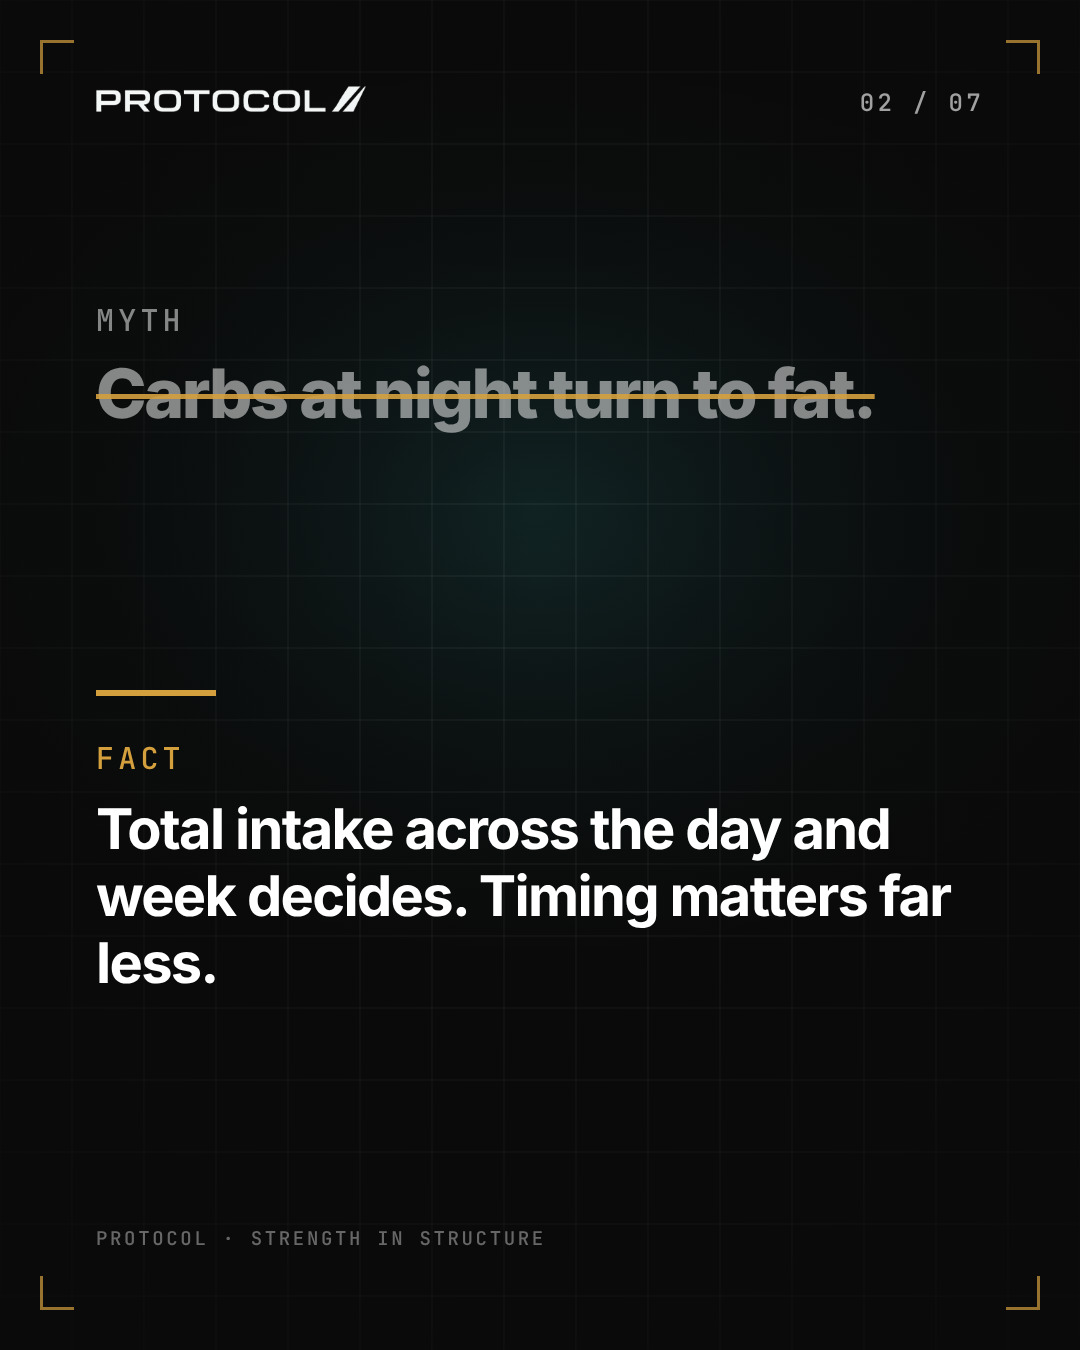 PROTOCOL
02 / 07
MYTH
Carbs at night turn to fat.
FACT
Total intake across the day and
week decides. Timing matters far
less.
PROTOCOL · STRENGTH IN STRUCTURE